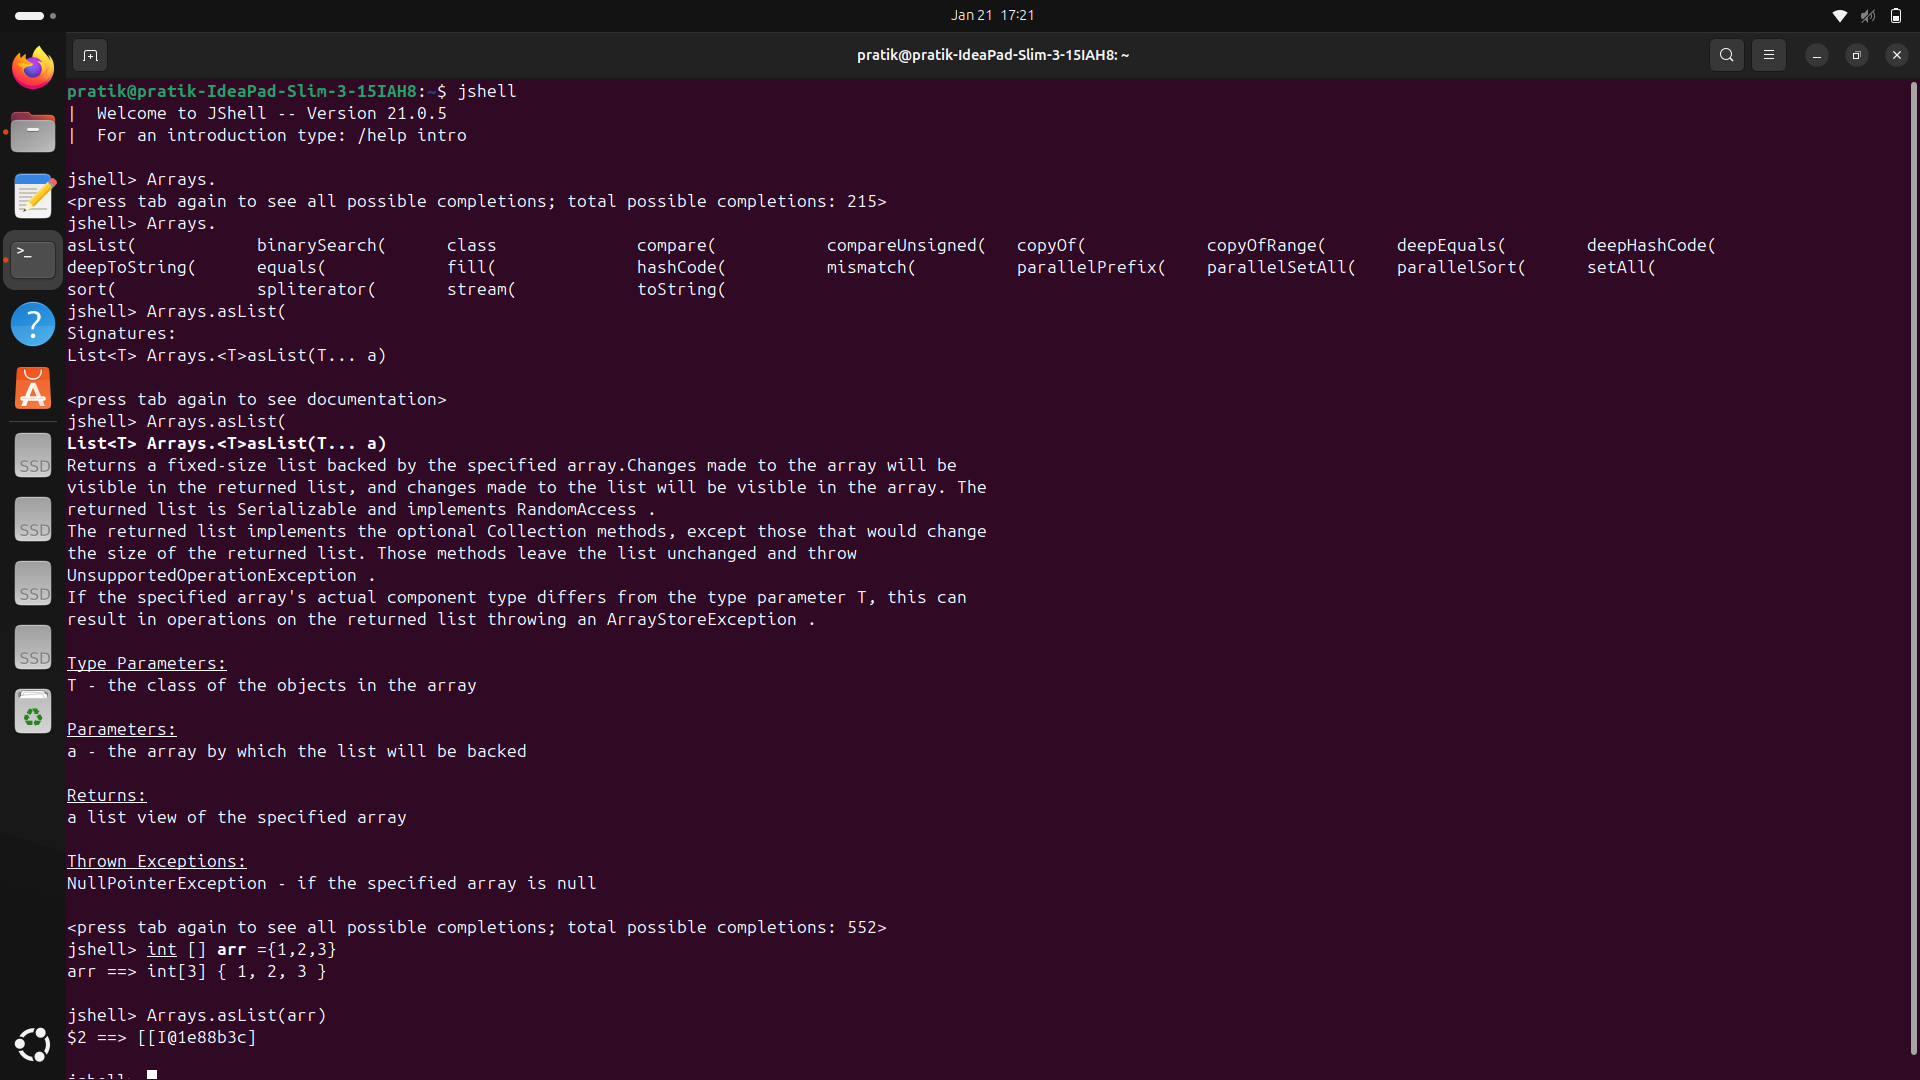 Jan 21 17:21
pratik@pratik-IdeaPad-Slim-3-15IAH8: ~
pratik@pratik-IdeaPad-Slim-3-15IAH8:~$ jshell
| Welcome to JShell -- Version 21.0.5
| For an introduction type: /help intro
jshell> Arrays.
<press tab again to see all possible completions; total possible completions: 215>
jshell> Arrays.
asList( binarySearch( class compare( compareUnsigned( copyOf( copyOfRange( deepEquals( deepHashCode(
deepToString( equals( fill( hashCode( mismatch( parallelPrefix( parallelSetAll( parallelSort( setAll(
sort( spliterator( stream( toString(
jshell> Arrays.asList(
Signatures:
List<T> Arrays.<T>asList(T... a)
<press tab again to see documentation>
jshell> Arrays.asList(
List<T> Arrays.<T>asList(T... a)
Returns a fixed-size list backed by the specified array.Changes made to the array will be
visible in the returned list, and changes made to the list will be visible in the array. The
returned list is Serializable and implements RandomAccess .
The returned list implements the optional Collection methods, except those that would change
the size of the returned list. Those methods leave the list unchanged and throw
UnsupportedOperationException .
If the specified array's actual component type differs from the type parameter T, this can
result in operations on the returned list throwing an ArrayStoreException .
Type Parameters:
T - the class of the objects in the array
Parameters:
a - the array by which the list will be backed
Returns:
a list view of the specified array
Thrown Exceptions:
NullPointerException - if the specified array is null
<press tab again to see all possible completions; total possible completions: 552>
jshell> int [] arr ={1,2,3}
arr ==> int[3] { 1, 2, 3 }
jshell> Arrays.asList(arr)
$2 ==> [[I@1e88b3c]
jshell>
SSD
SSD
SSD
SSD